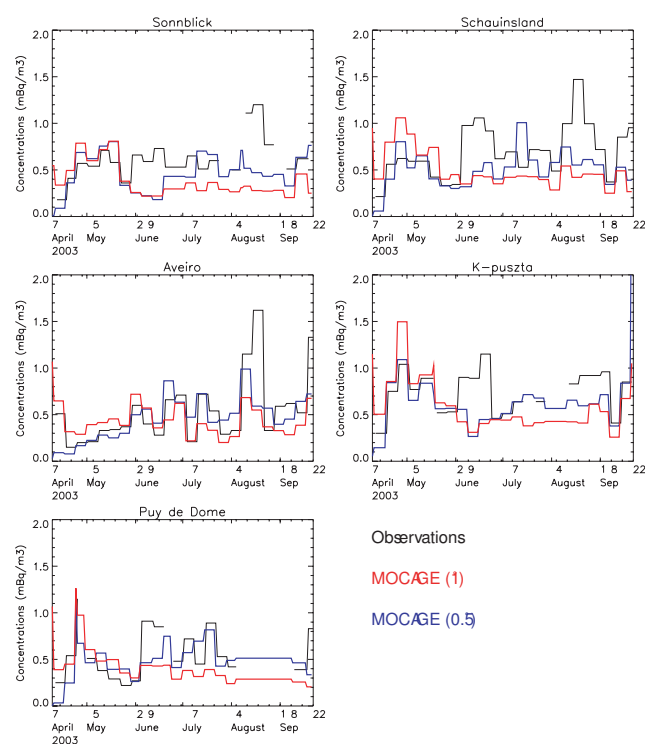 Sonnblick
Concentrations (mBq/m3)
2.0
1.5
1.0
0.5
0.0
7 5 2 9 7 4 1 8 22
April May June July August Sep
2003
Schauinsland
Concentrations (mBq/m3)
2.0
1.5
1.0
0.5
0.0
7 5 2 9 7 4 1 8 22
April May June July August Sep
2003
Aveiro
Concentrations (mBq/m3)
2.0
1.5
1.0
0.5
0.0
7 5 2 9 7 4 1 8 22
April May June July August Sep
2003
K-puszta
Concentrations (mBq/m3)
2.0
1.5
1.0
0.5
0.0
7 5 2 9 7 4 1 8 22
April May June July August Sep
2003
Puy de Dome
Concentrations (mBq/m3)
2.0
1.5
1.0
0.5
0.0
7 5 2 9 7 4 1 8 22
April May June July August Sep
2003
Observations
MOCAGE (1)
MOCAGE (0.5)